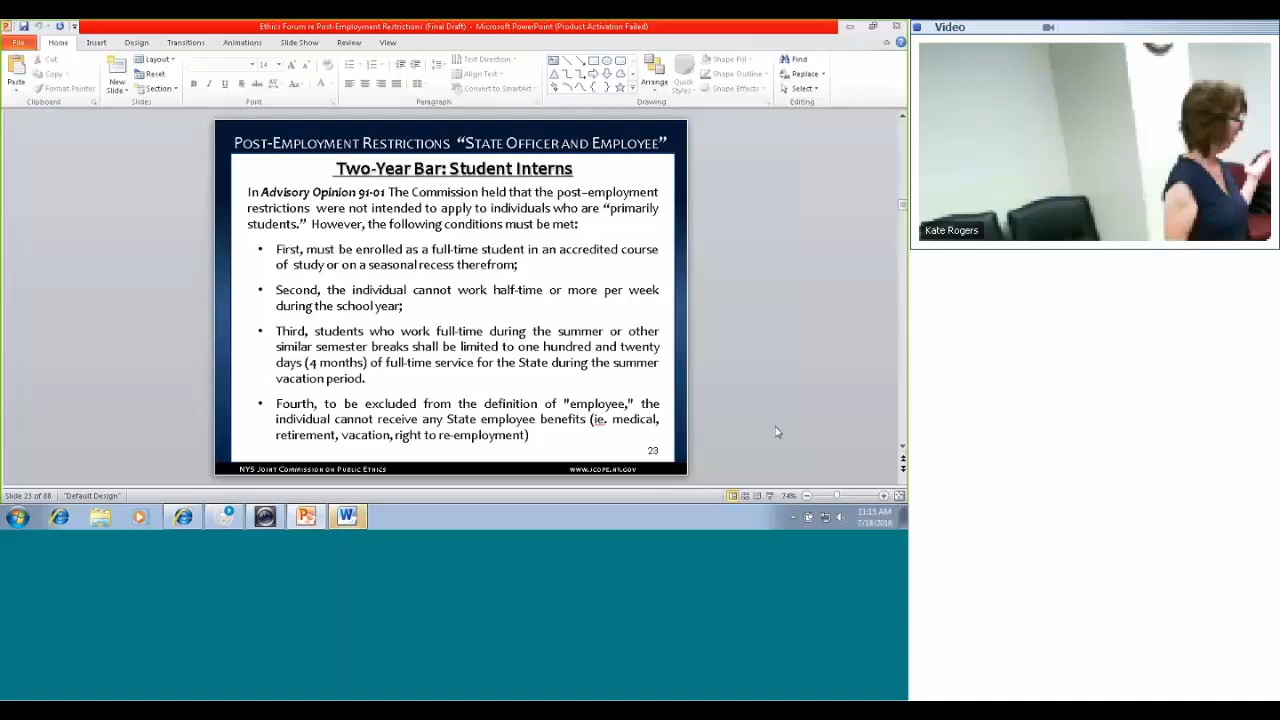 Ethics Forum re Post-Employment Restrictions (Final Draft) - Microsoft PowerPoint (Product Activation Failed)
File Home Insert Design Transitions Animations Slide Show Review View
Paste Cut Copy Format Painter Clipboard
New Slide Layout Reset Section Slides
14 Font
Text Direction Align Text Convert to SmartArt Paragraph
Arrange Quick Styles Shape Fill Shape Outline Shape Effects Drawing
Find Replace Select Editing
POST-EMPLOYMENT RESTRICTIONS "STATE OFFICER AND EMPLOYEE"
Two-Year Bar: Student Interns
In Advisory Opinion 91-01 The Commission held that the post-employment
restrictions were not intended to apply to individuals who are "primarily
students." However, the following conditions must be met:
• First, must be enrolled as a full-time student in an accredited course
of study or on a seasonal recess therefrom;
• Second, the individual cannot work half-time or more per week
during the school year;
• Third, students who work full-time during the summer or other
similar semester breaks shall be limited to one hundred and twenty
days (4 months) of full-time service for the State during the summer
vacation period.
• Fourth, to be excluded from the definition of "employee," the
individual cannot receive any State employee benefits (ie. medical,
retirement, vacation, right to re-employment)
23
NYS JOINT COMMISSION ON PUBLIC ETHICS www.JCOPE.NY.GOV
Slide 23 of 88 "Default Design" 74%
11:15 AM
7/18/2016
Video
Kate Rogers